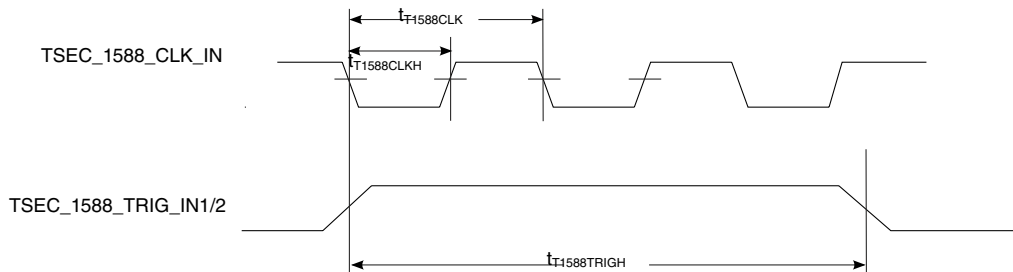 tT1588CLK
TSEC_1588_CLK_IN
tT1588CLKH
TSEC_1588_TRIG_IN1/2
tT1588TRIGH